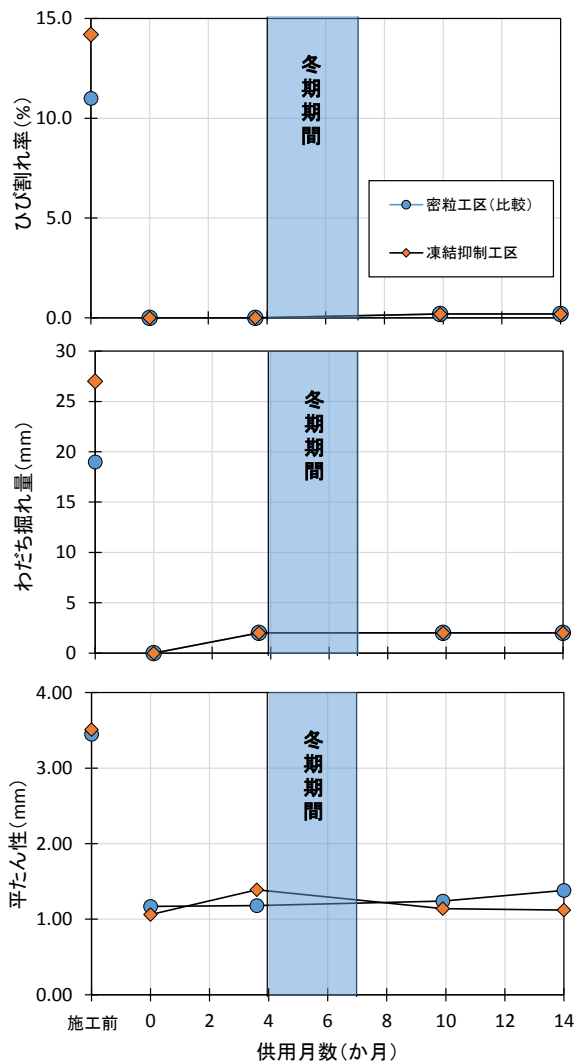 15.0
10.0
5.0
0.0
ひび割れ率(%)
冬期期間
密粒工区(比較)
凍結抑制工区
30
25
20
15
10
5
0
わだち掘れ量(mm)
冬期期間
4.00
3.00
2.00
1.00
0.00
平たん性(mm)
冬期期間
施工前 0 2 4 6 8 10 12 14
供用月数(か月)